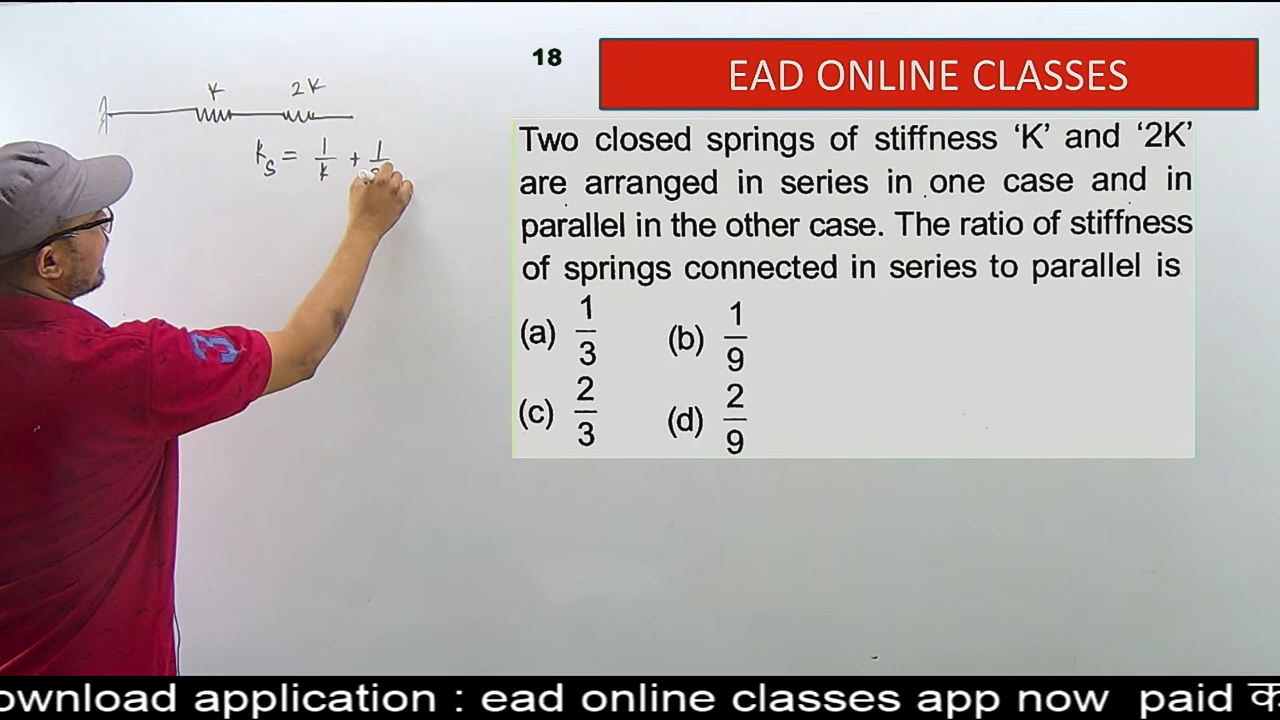 18
EAD ONLINE CLASSES
K 2K
K_S = 1/K + 1/
Two closed springs of stiffness ‘K’ and ‘2K’
are arranged in series in one case and in
parallel in the other case. The ratio of stiffness
of springs connected in series to parallel is
(a) 1/3 (b) 1/9
(c) 2/3 (d) 2/9
3
ownload application : ead online classes app now paid क